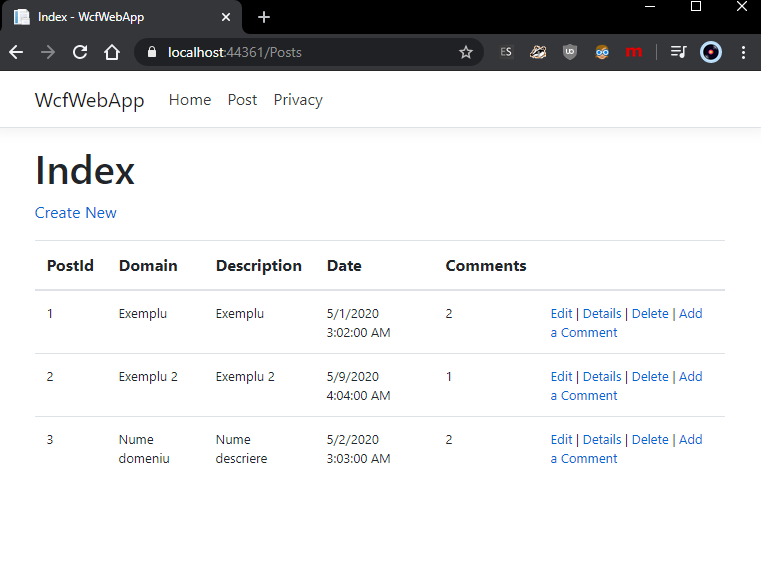 Index - WcfWebApp
localhost:44361/Posts
ES
WcfWebApp Home Post Privacy
Index
Create New
PostId Domain Description Date Comments
1 Exemplu Exemplu 5/1/2020 2 Edit | Details | Delete | Add
3:02:00 AM a Comment
2 Exemplu 2 Exemplu 2 5/9/2020 1 Edit | Details | Delete | Add
4:04:00 AM a Comment
3 Nume Nume 5/2/2020 2 Edit | Details | Delete | Add
domeniu descriere 3:03:00 AM a Comment